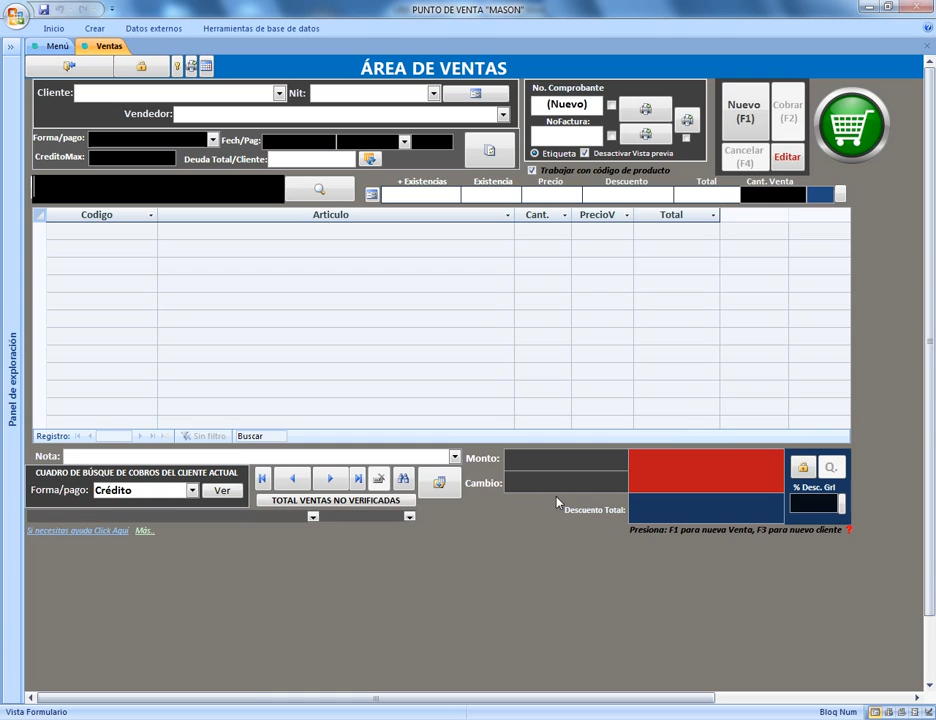 PUNTO DE VENTA "MASON"
Inicio Crear Datos externos Herramientas de base de datos
Menú Ventas
ÁREA DE VENTAS
Cliente: Nit:
Vendedor:
Forma/pago: Fech/Pag:
CreditoMax: Deuda Total/Cliente:
No. Comprobante
(Nuevo)
NoFactura:
Etiqueta Desactivar Vista previa
Nuevo (F1)
Cobrar (F2)
Cancelar (F4)
Editar
Trabajar con código de producto
+ Existencias Existencia Precio Descuento Total Cant. Venta
Codigo Articulo Cant. PrecioV Total
Registro: Sin filtro Buscar
Nota:
CUADRO DE BÚSQUE DE COBROS DEL CLIENTE ACTUAL
Forma/pago: Crédito Ver
TOTAL VENTAS NO VERIFICADAS
Monto:
Cambio:
Descuento Total:
Q.
% Desc. Grl
Si necesitas ayuda Click Aquí Más..
Presiona: F1 para nueva Venta, F3 para nuevo cliente ?
Panel de exploración
Vista Formulario Bloq Num